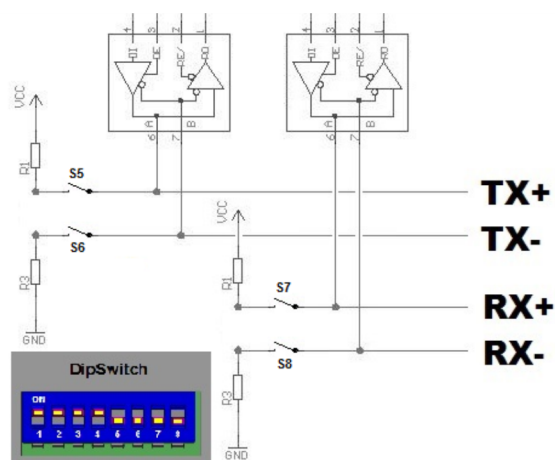 4 3 2 1
4 3 2 1
DI DE RE/ RO
DI DE RE/ RO
A B
A B
6 7
6 7
VCC
R1
S5
TX+
S6
TX-
VCC
R3
R1
S7
RX+
GND
S8
RX-
R3
GND
DipSwitch
ON
1 2 3 4 5 6 7 8